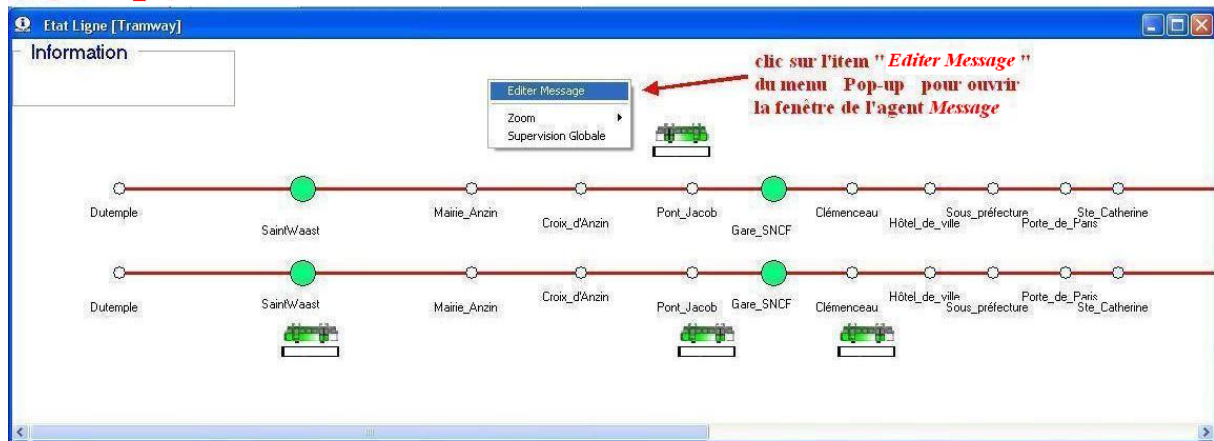 Etat Ligne [Tramway]
Information
clic sur l'item " Editer Message "
du menu Pop-up pour ouvrir
la fenêtre de l'agent Message
Editer Message
Zoom
Supervision Globale
Dutemple
SaintWaast
Mairie_Anzin
Croix_d'Anzin
Pont_Jacob
Gare_SNCF
Clémenceau
Hôtel_de_ville
Sous_préfecture
Porte_de_Paris
Ste_Catherine
Dutemple
SaintWaast
Mairie_Anzin
Croix_d'Anzin
Pont_Jacob
Gare_SNCF
Clémenceau
Hôtel_de_ville
Sous_préfecture
Porte_de_Paris
Ste_Catherine